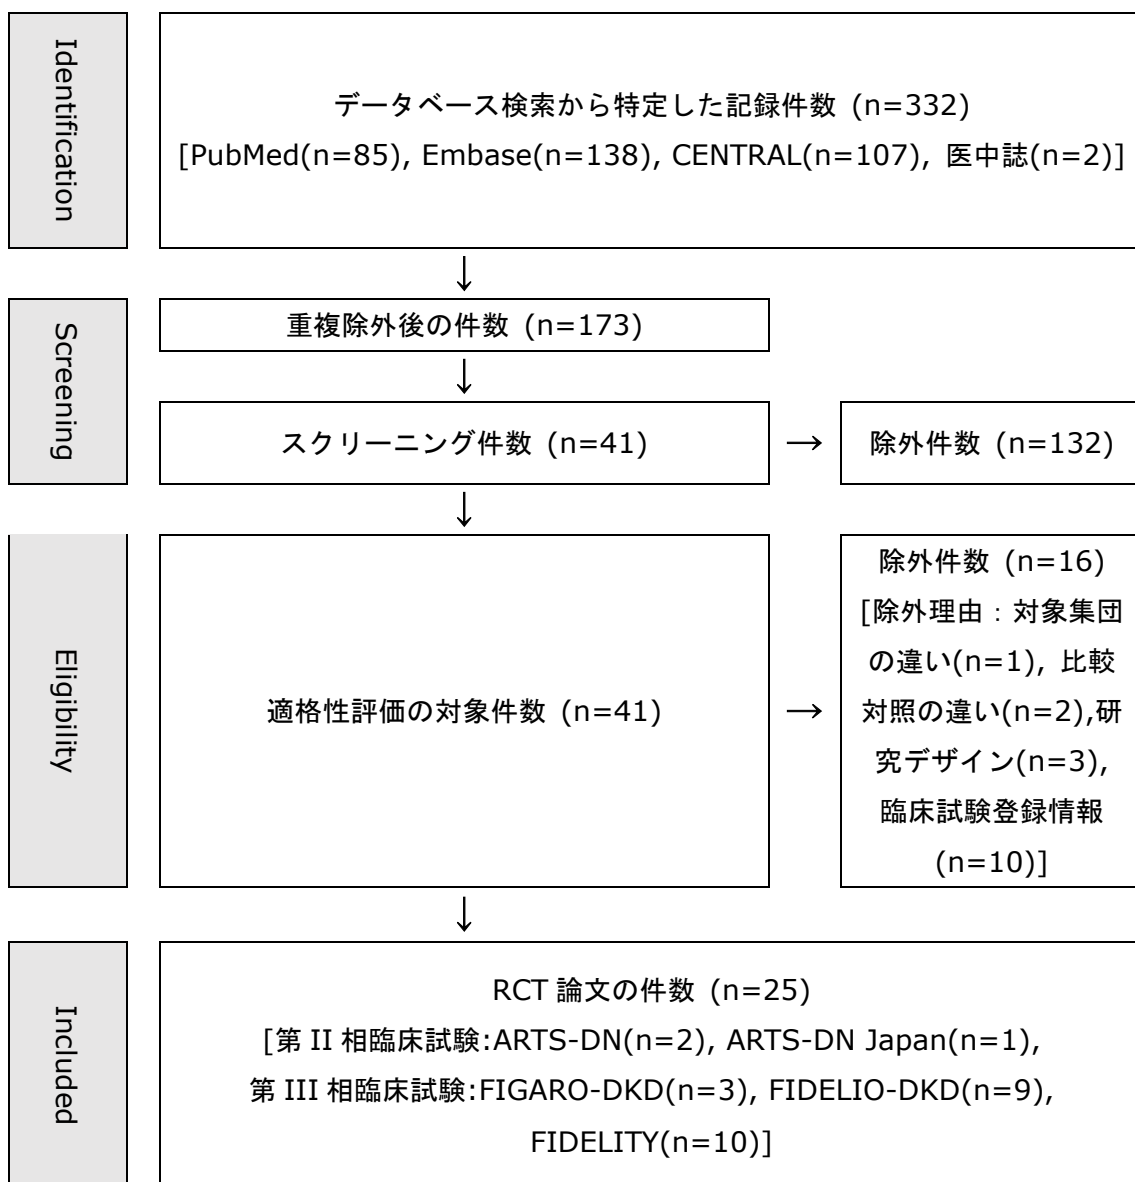 Identification
データベース検索から特定した記録件数 (n=332)
[PubMed(n=85), Embase(n=138), CENTRAL(n=107), 医中誌(n=2)]
↓
Screening
重複除外後の件数 (n=173)
↓
スクリーニング件数 (n=41)
→
除外件数 (n=132)
↓
Eligibility
適格性評価の対象件数 (n=41)
→
除外件数 (n=16)
[除外理由：対象集団
の違い(n=1), 比較
対照の違い(n=2),研
究デザイン(n=3),
臨床試験登録情報
(n=10)]
↓
Included
RCT 論文の件数 (n=25)
[第 II 相臨床試験:ARTS-DN(n=2), ARTS-DN Japan(n=1),
第 III 相臨床試験:FIGARO-DKD(n=3), FIDELIO-DKD(n=9),
FIDELITY(n=10)]